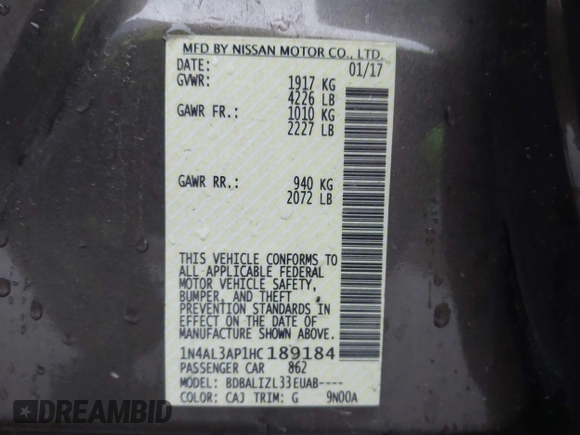 MFD BY NISSAN MOTOR CO., LTD.
DATE: 01/17
GVWR: 1917 KG
4226 LB
GAWR FR.: 1010 KG
2227 LB
GAWR RR.: 940 KG
2072 LB
THIS VEHICLE CONFORMS TO
ALL APPLICABLE FEDERAL
MOTOR VEHICLE SAFETY,
BUMPER, AND THEFT
PREVENTION STANDARDS IN
EFFECT ON THE DATE OF
MANUFACTURE SHOWN ABOVE.
1N4AL3AP1HC189184
PASSENGER CAR 862
MODEL: BDBALIZL33EUAB----
COLOR: CAJ TRIM: G 9N00A
EPICVIN.COM